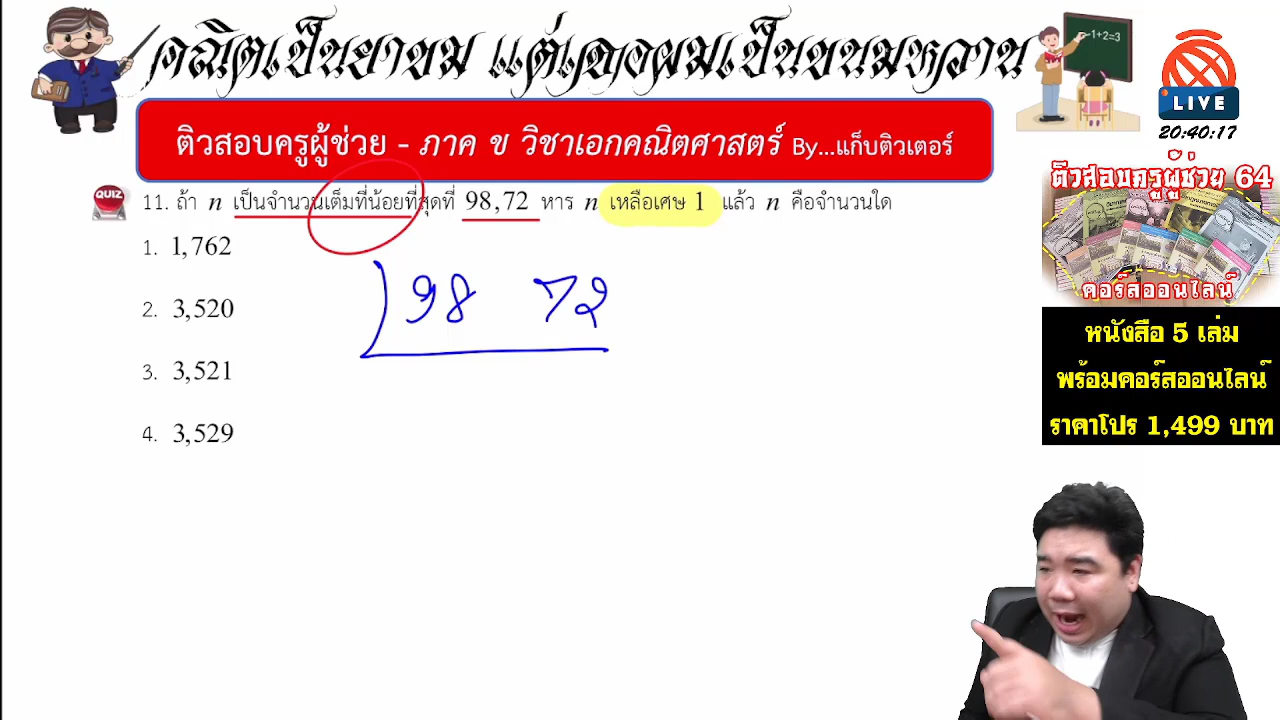 คณิตเป็นยาขม แต่เจอผมเป็นขนมหวาน
1+2=3
LIVE
20:40:17
ติวสอบครูผู้ช่วย - ภาค ข วิชาเอกคณิตศาสตร์ By...แก็บติวเตอร์
QUIZ
11. ถ้า n เป็นจำนวนเต็มที่น้อยที่สุดที่ 98,72 หาร n เหลือเศษ 1 แล้ว n คือจำนวนใด
1. 1,762
2. 3,520
3. 3,521
4. 3,529
98 72
ติวสอบครูผู้ช่วย 64
คอร์สออนไลน์
หนังสือ 5 เล่ม
พร้อมคอร์สออนไลน์
ราคาโปร 1,499 บาท